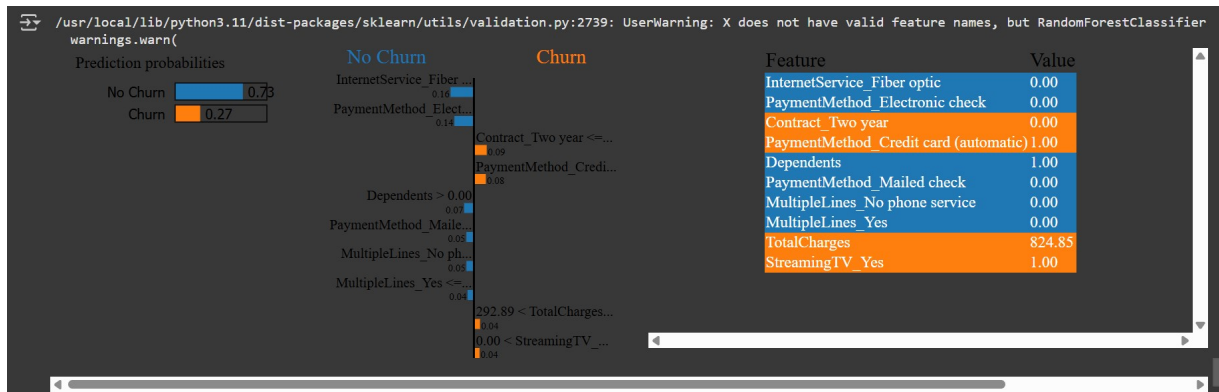 /usr/local/lib/python3.11/dist-packages/sklearn/utils/validation.py:2739: UserWarning: X does not have valid feature names, but RandomForestClassifier
warnings.warn(
Prediction probabilities
No Churn 0.73
Churn 0.27
No Churn Churn
InternetService_Fiber ...
0.16
PaymentMethod_Elect...
0.14
Contract_Two year <=...
0.09
PaymentMethod_Credi...
0.08
Dependents > 0.00
0.07
PaymentMethod_Maile...
0.05
MultipleLines_No ph...
0.05
MultipleLines_Yes <=...
0.04
292.89 < TotalCharges...
0.04
0.00 < StreamingTV_...
0.04
Feature Value
InternetService_Fiber optic 0.00
PaymentMethod_Electronic check 0.00
Contract_Two year 0.00
PaymentMethod_Credit card (automatic) 1.00
Dependents 1.00
PaymentMethod_Mailed check 0.00
MultipleLines_No phone service 0.00
MultipleLines_Yes 0.00
TotalCharges 824.85
StreamingTV_Yes 1.00